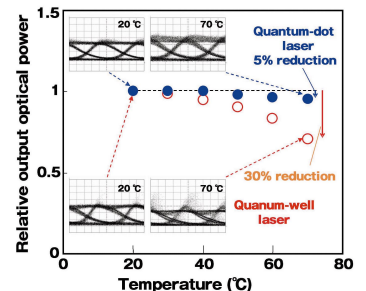 1.5
1
0.5
0
Relative output optical power
20 ℃
70 ℃
Quantum-dot
laser
5% reduction
20 ℃
70 ℃
30% reduction
Quanum-well
laser
20
40
60
80
Temperature (℃)